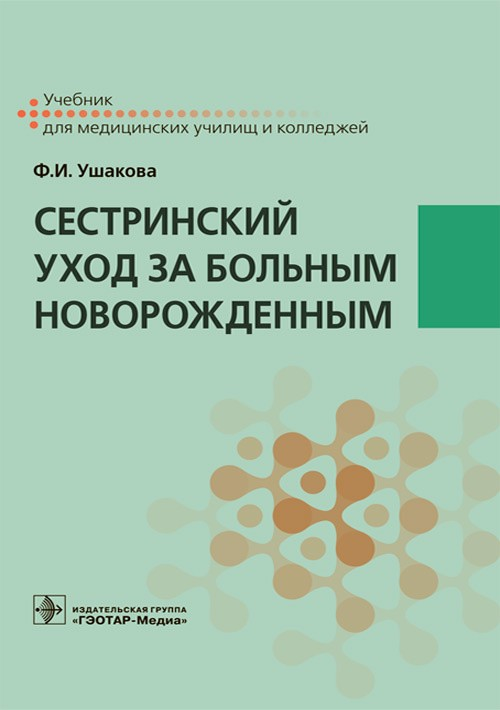 Учебник
для медицинских училищ и колледжей
Ф.И. Ушакова
СЕСТРИНСКИЙ
УХОД ЗА БОЛЬНЫМ
НОВОРОЖДЕННЫМ
ИЗДАТЕЛЬСКАЯ ГРУППА
«ГЭОТАР-Медиа»